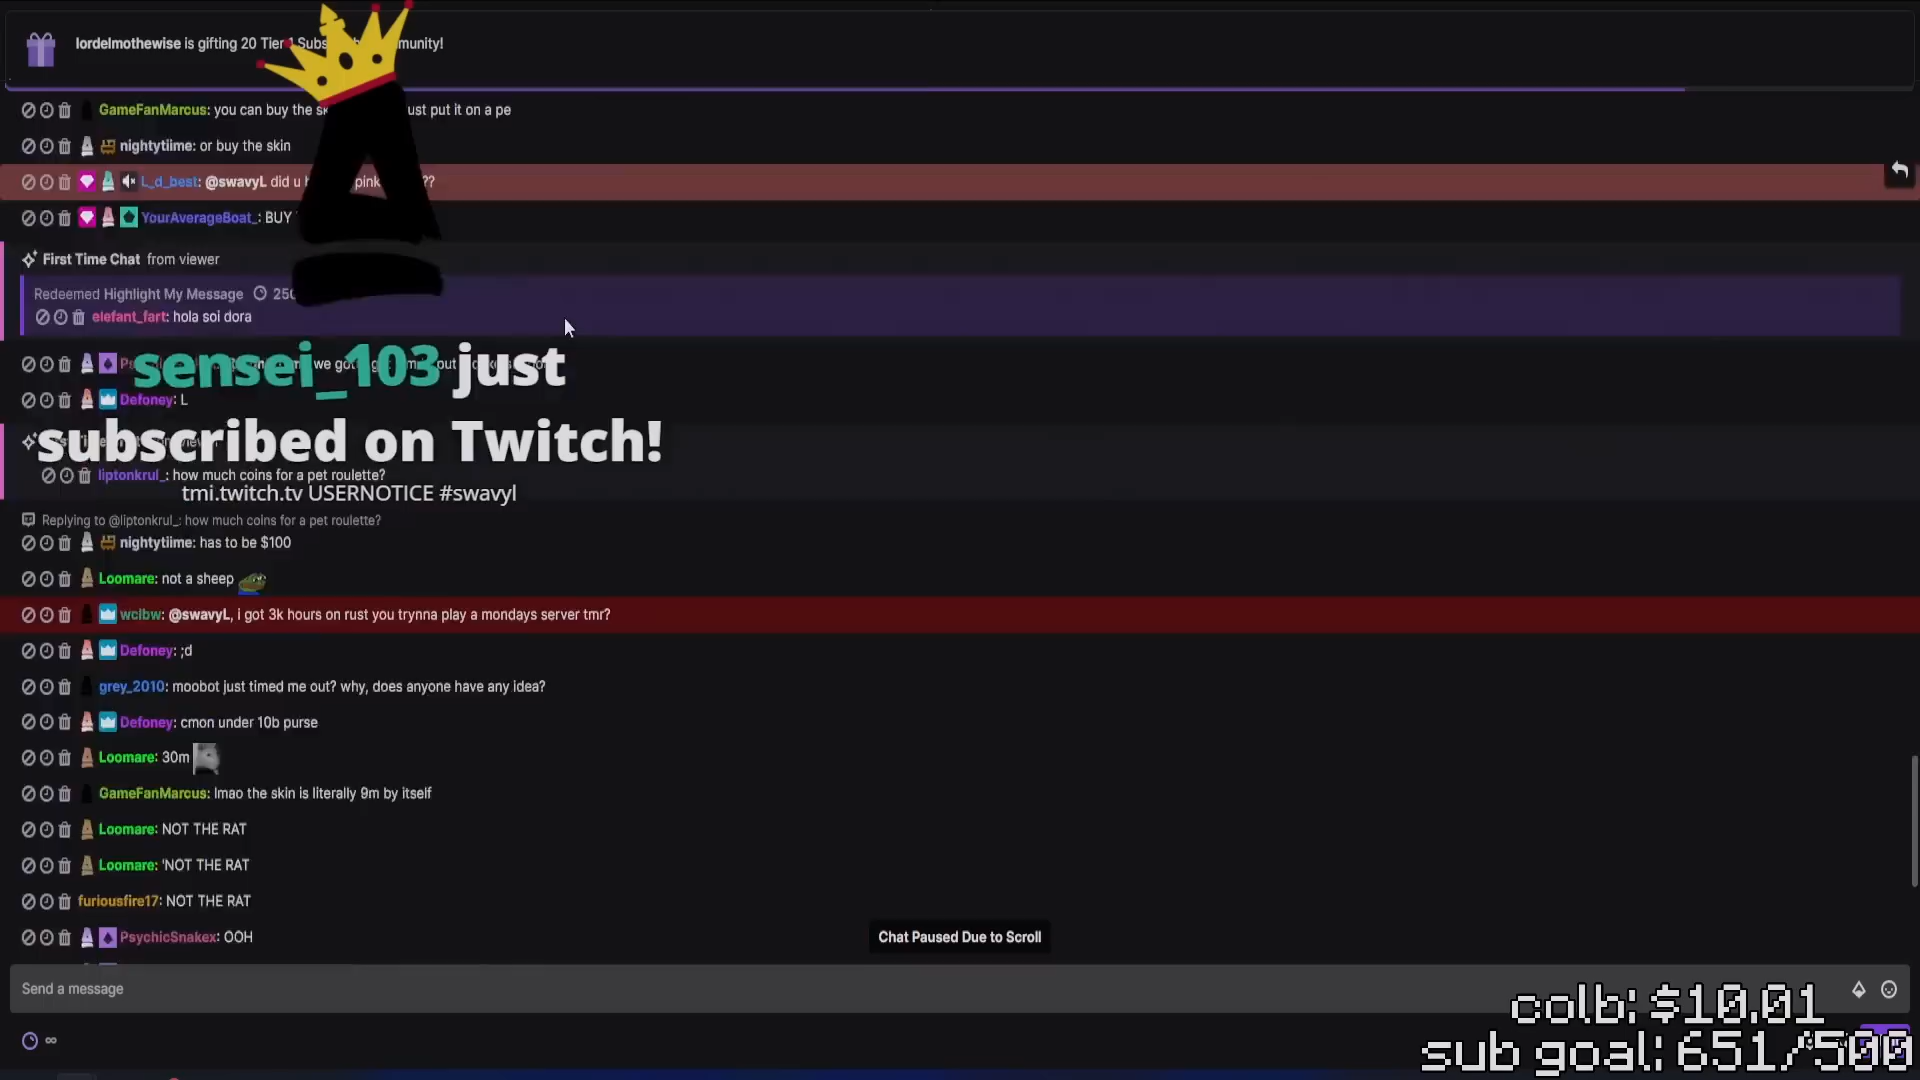 lordelmothewise is gifting 20 Tier 1 Subs munity!
GameFanMarcus: you can buy the sk ust put it on a pe
nightytiime: or buy the skin
L_d_best: @swavyL did u pink ??
YourAverageBoat_: BUY
First Time Chat from viewer
Redeemed Highlight My Message 250
elefant_fart: hola soi dora
sensei_103 just
we got out
Defoney: L
subscribed on Twitch!
liptonkrul_: how much coins for a pet roulette?
tmi.twitch.tv USERNOTICE #swavyl
Replying to @liptonkrul_: how much coins for a pet roulette?
nightytiime: has to be $100
Loomare: not a sheep
wclbw: @swavyL, i got 3k hours on rust you trynna play a mondays server tmr?
Defoney: ;d
grey_2010: moobot just timed me out? why, does anyone have any idea?
Defoney: cmon under 10b purse
Loomare: 30m
GameFanMarcus: lmao the skin is literally 9m by itself
Loomare: NOT THE RAT
Loomare: 'NOT THE RAT
furiousfire17: NOT THE RAT
PsychicSnakex: OOH
Chat Paused Due to Scroll
Send a message
colb: $10.01
∞
sub goal: 651/500